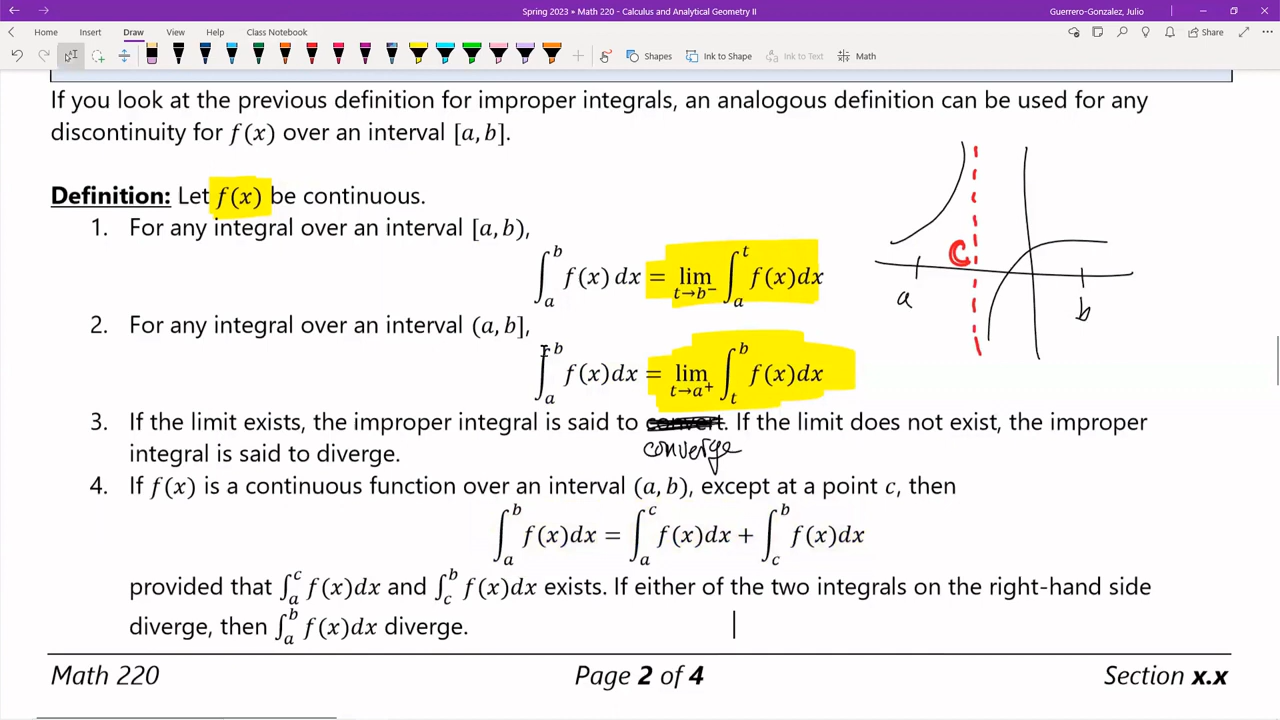 Spring 2023 » Math 220 - Calculus and Analytical Geometry II
Guerrero-Gonzalez, Julio
Home Insert Draw View Help Class Notebook
Share
Shapes Ink to Shape Ink to Text Math
If you look at the previous definition for improper integrals, an analogous definition can be used for any
discontinuity for f(x) over an interval [a, b].
Definition: Let f(x) be continuous.
1. For any integral over an interval [a, b),
∫_a^b f(x) dx = lim_{t→b⁻} ∫_a^t f(x)dx
2. For any integral over an interval (a, b],
∫_a^b f(x)dx = lim_{t→a⁺} ∫_t^b f(x)dx
C
a
b
3. If the limit exists, the improper integral is said to convert. If the limit does not exist, the improper
converge
integral is said to diverge.
4. If f(x) is a continuous function over an interval (a, b), except at a point c, then
∫_a^b f(x)dx = ∫_a^c f(x)dx + ∫_c^b f(x)dx
provided that ∫_a^c f(x)dx and ∫_c^b f(x)dx exists. If either of the two integrals on the right-hand side
diverge, then ∫_a^b f(x)dx diverge.
Math 220
Page 2 of 4
Section x.x